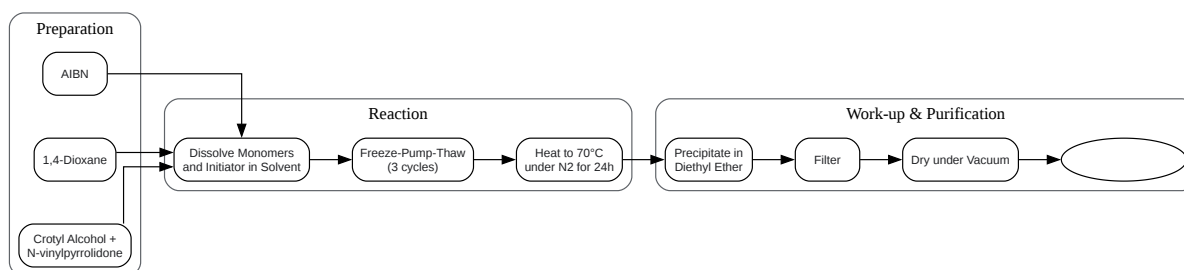 Preparation
AIBN
1,4-Dioxane
Crotyl Alcohol +
N-vinylpyrrolidone
Reaction
Dissolve Monomers
and Initiator in Solvent
Freeze-Pump-Thaw
(3 cycles)
Heat to 70°C
under N2 for 24h
Work-up & Purification
Precipitate in
Diethyl Ether
Filter
Dry under Vacuum